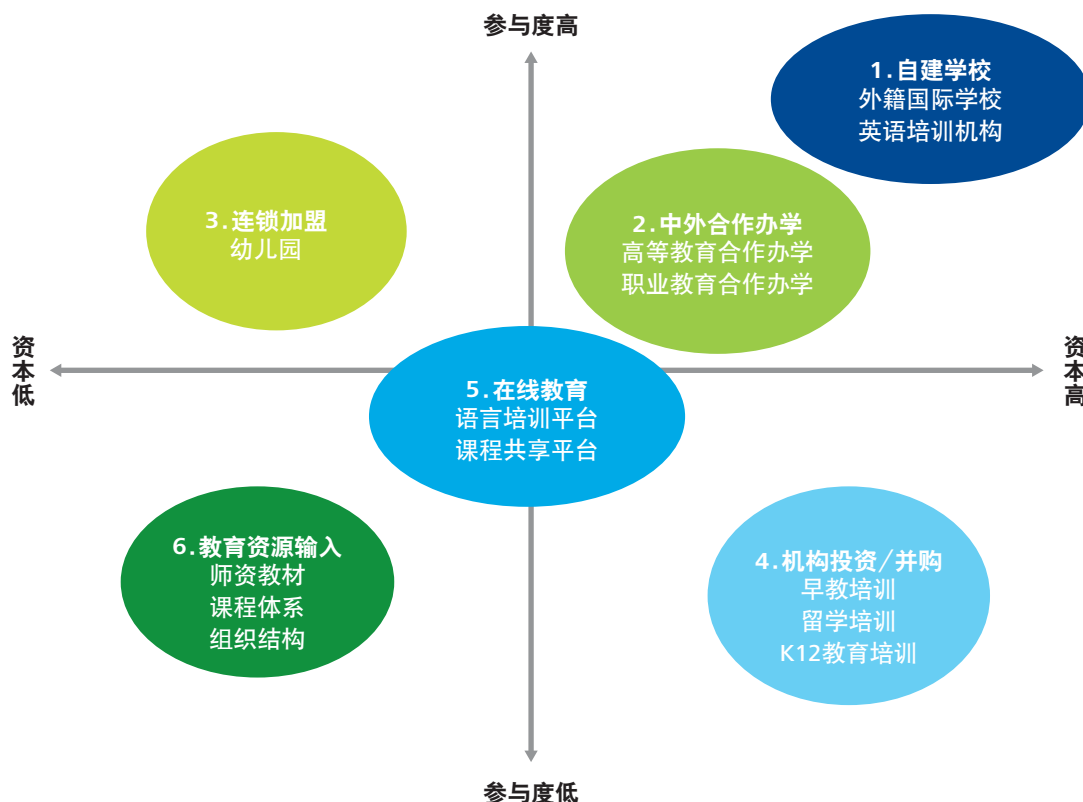 参与度高
1.自建学校
外籍国际学校
英语培训机构
3.连锁加盟
幼儿园
2.中外合作办学
高等教育合作办学
职业教育合作办学
资本低
资本高
5.在线教育
语言培训平台
课程共享平台
6.教育资源输入
师资教材
课程体系
组织结构
4.机构投资/并购
早教培训
留学培训
K12教育培训
参与度低